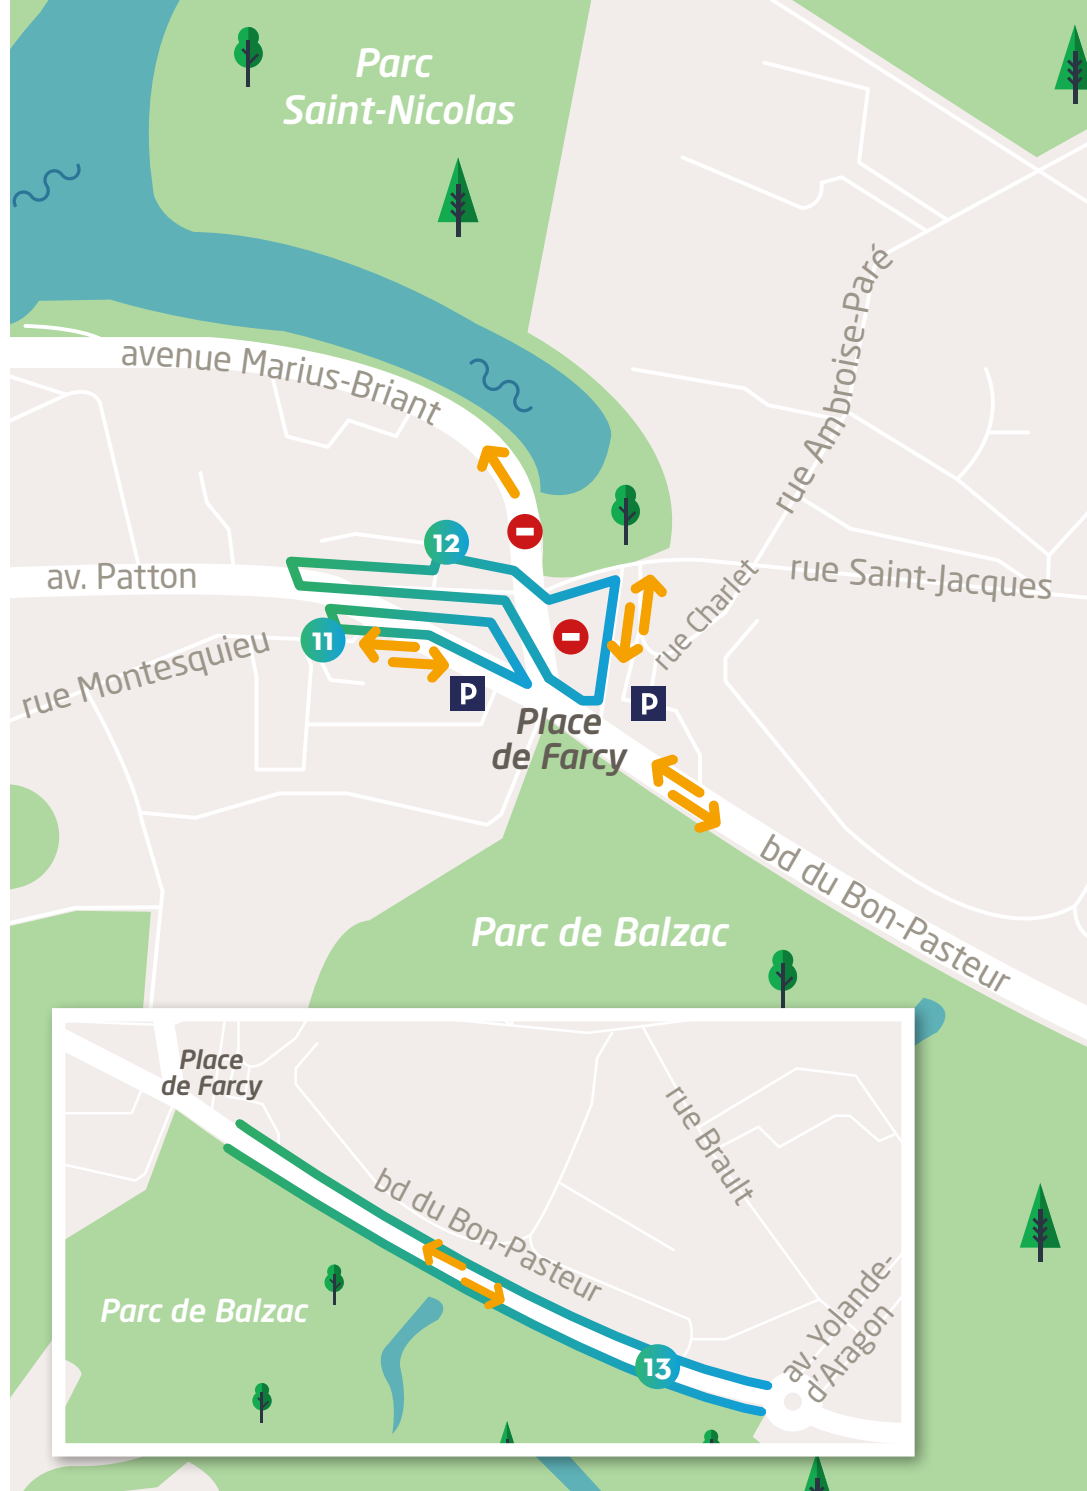 Parc
Saint-Nicolas
avenue Marius-Briant
rue Ambroise-Paré
12
av. Patton
rue Saint-Jacques
rue Charlet
11
rue Montesquieu
P
P
Place
de Farcy
bd du Bon-Pasteur
Parc de Balzac
Place
de Farcy
rue Brault
bd du Bon-Pasteur
Parc de Balzac
av. Yolande-
d'Aragon
13